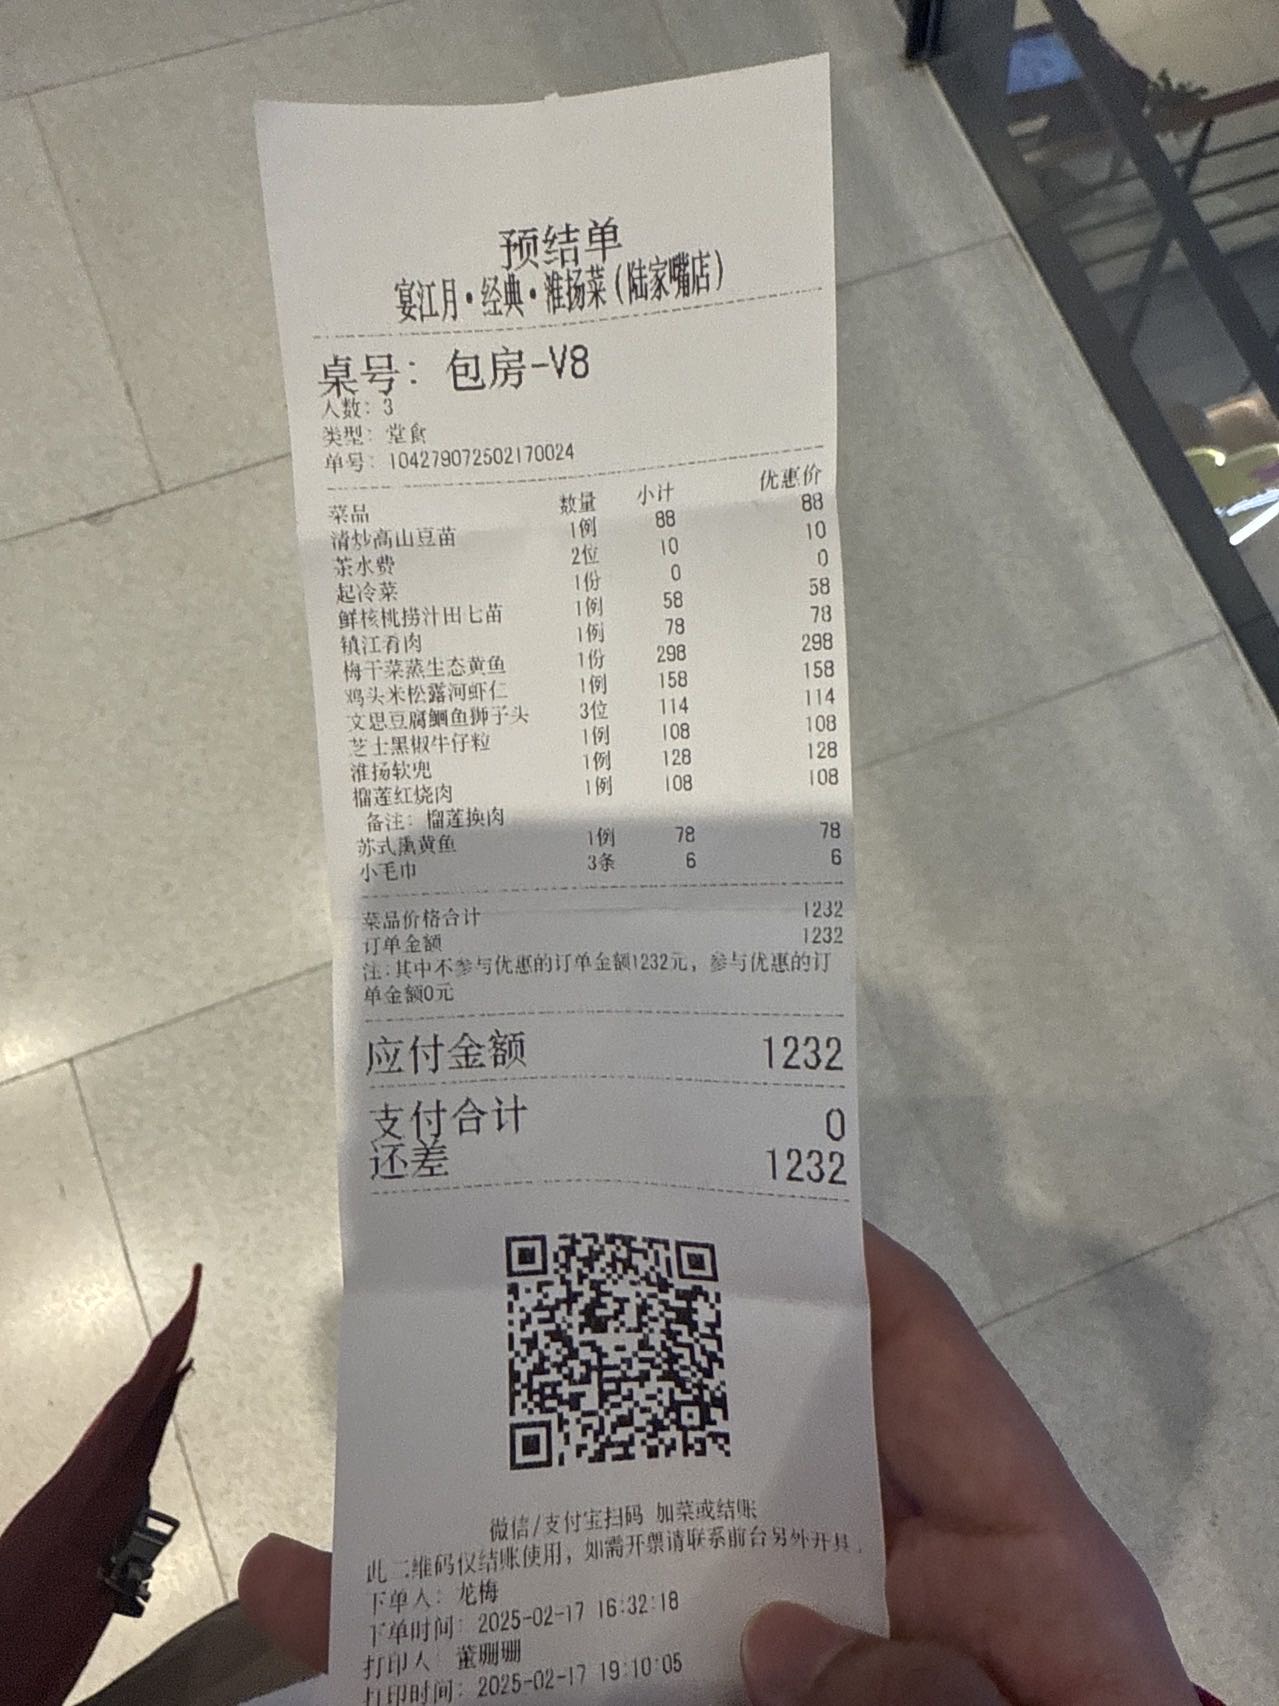 预结单
宴江月·经典·淮扬菜(陆家嘴店)
桌号: 包房-V8
人数: 3
类型: 堂食
单号: 104279072502170024
菜品 数量 小计 优惠价
清炒高山豆苗 1例 88 88
茶水费 2位 10 10
起冷菜 1份 0 0
鲜核桃捞汁田七苗 1例 58 58
镇江肴肉 1例 78 78
梅干菜蒸生态黄鱼 1份 298 298
鸡头米松露河虾仁 1例 158 158
文思豆腐鮰鱼狮子头 3位 114 114
芝士黑椒牛仔粒 1例 108 108
淮扬软兜 1例 128 128
榴莲红烧肉 1例 108 108
备注: 榴莲换肉
苏式熏黄鱼 1例 78 78
小毛巾 3条 6 6
菜品价格合计 1232
订单金额 1232
注:其中不参与优惠的订单金额1232元, 参与优惠的订
单金额0元
应付金额 1232
支付合计 0
还差 1232
微信/支付宝扫码 加菜或结账
此二维码仅结账使用, 如需开票请联系前台另外开具.
下单人: 龙梅
下单时间: 2025-02-17 16:32:18
打印人: 董珊珊
打印时间: 2025-02-17 19:10:05